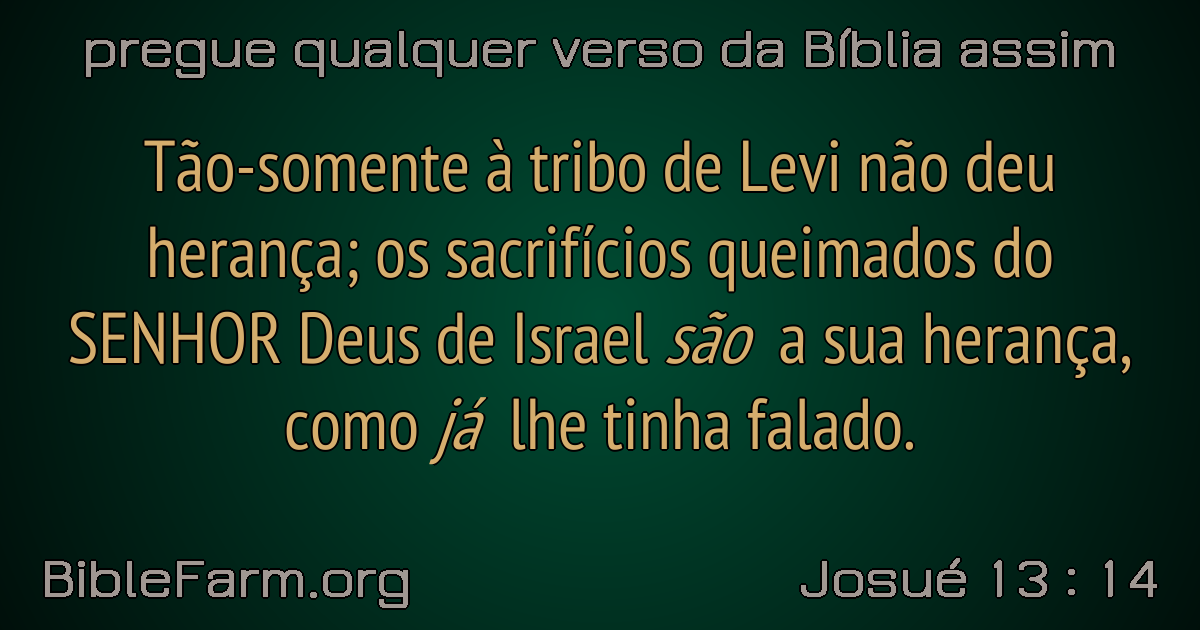 pregue qualquer verso da Bíblia assim
Tão-somente à tribo de Levi não deu
herança; os sacrifícios queimados do
SENHOR Deus de Israel são a sua herança,
como já lhe tinha falado.
BibleFarm.org
Josué 13 : 14